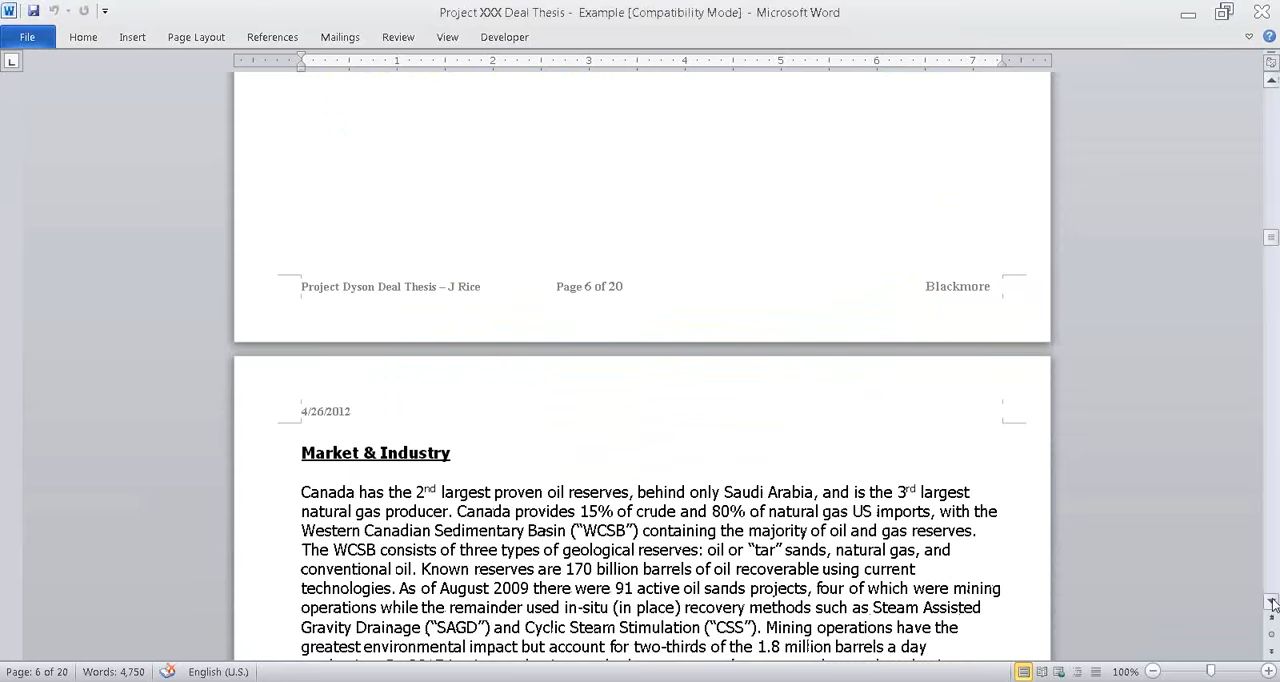 Project XXX Deal Thesis - Example [Compatibility Mode] - Microsoft Word
File Home Insert Page Layout References Mailings Review View Developer
1 2 3 4 5 6 7
Project Dyson Deal Thesis – J Rice Page 6 of 20 Blackmore
4/26/2012
Market & Industry
Canada has the 2nd largest proven oil reserves, behind only Saudi Arabia, and is the 3rd largest
natural gas producer. Canada provides 15% of crude and 80% of natural gas US imports, with the
Western Canadian Sedimentary Basin (“WCSB”) containing the majority of oil and gas reserves.
The WCSB consists of three types of geological reserves: oil or “tar” sands, natural gas, and
conventional oil. Known reserves are 170 billion barrels of oil recoverable using current
technologies. As of August 2009 there were 91 active oil sands projects, four of which were mining
operations while the remainder used in-situ (in place) recovery methods such as Steam Assisted
Gravity Drainage (“SAGD”) and Cyclic Steam Stimulation (“CSS”). Mining operations have the
greatest environmental impact but account for two-thirds of the 1.8 million barrels a day
Page: 6 of 20 Words: 4,750 English (U.S.) 100%